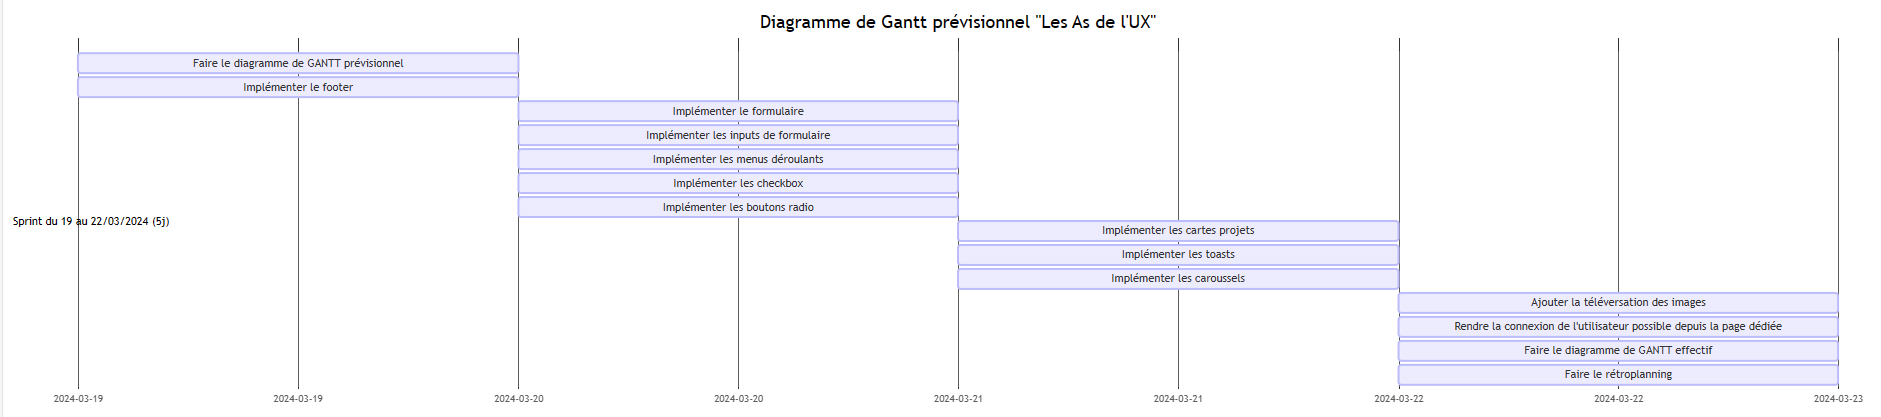 Diagramme de Gantt prévisionnel "Les As de l'UX"
Faire le diagramme de GANTT prévisionnel
Implémenter le footer
Implémenter le formulaire
Implémenter les inputs de formulaire
Implémenter les menus déroulants
Implémenter les checkbox
Implémenter les boutons radio
Sprint du 19 au 22/03/2024 (5j)
Implémenter les cartes projets
Implémenter les toasts
Implémenter les caroussels
Ajouter la téléversation des images
Rendre la connexion de l'utilisateur possible depuis la page dédiée
Faire le diagramme de GANTT effectif
Faire le rétroplanning
2024-03-19 2024-03-19 2024-03-20 2024-03-20 2024-03-21 2024-03-21 2024-03-22 2024-03-22 2024-03-23